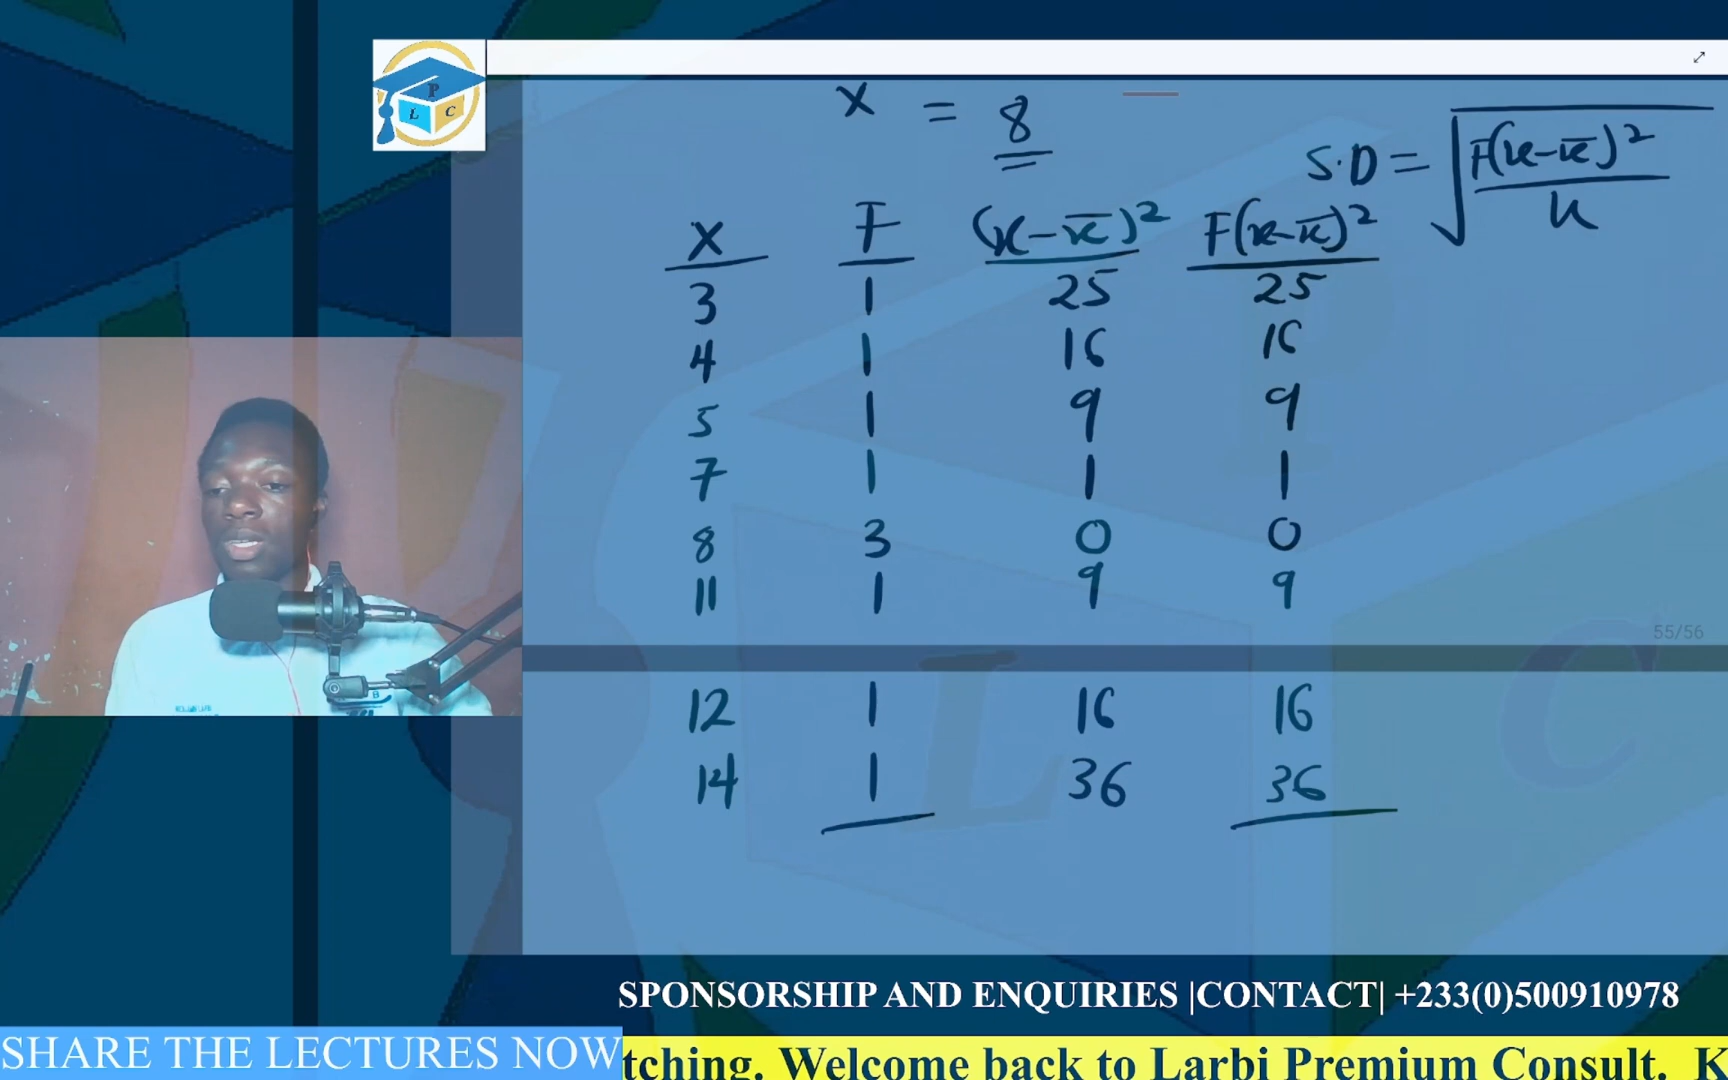 P
L C
x = 8
S.D = √F(x-x̄)²/n
X F (x-x̄)² F(x-x̄)²
3 1 25 25
4 1 16 16
5 1 9 9
7 1 1 1
8 3 0 0
11 1 9 9
55/56
12 1 16 16
14 1 36 36
SPONSORSHIP AND ENQUIRIES |CONTACT| +233(0)500910978
SHARE THE LECTURES NOW
tching. Welcome back to Larbi Premium Consult. K